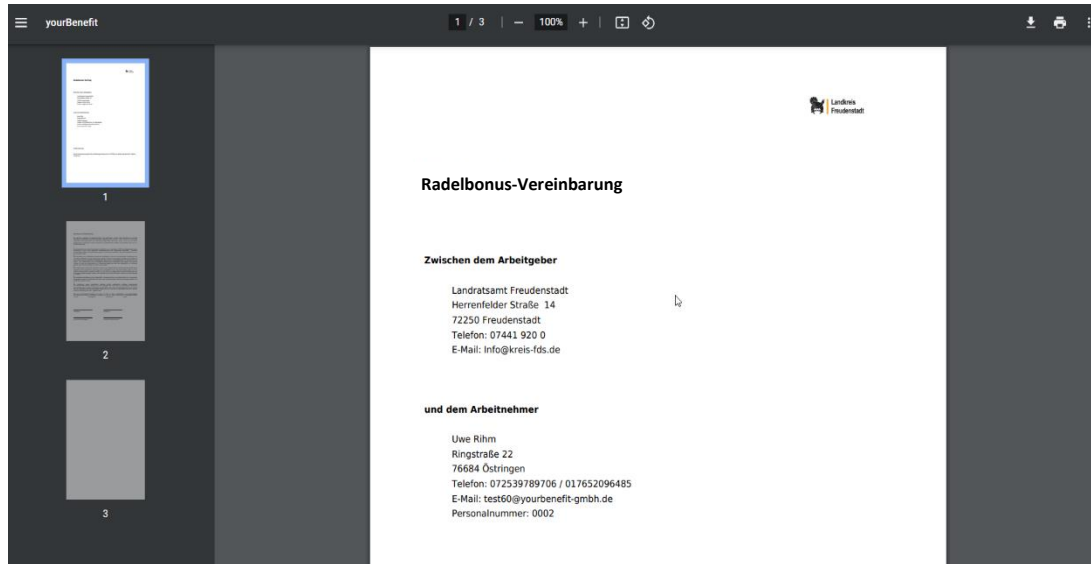 yourBenefit
1 / 3 | − 100% + |
1
2
3
Landkreis
Freudenstadt
Radelbonus-Vereinbarung
Zwischen dem Arbeitgeber
Landratsamt Freudenstadt
Herrenfelder Straße 14
72250 Freudenstadt
Telefon: 07441 920 0
E-Mail: Info@kreis-fds.de
und dem Arbeitnehmer
Uwe Rihm
Ringstraße 22
76684 Östringen
Telefon: 072539789706 / 017652096485
E-Mail: test60@yourbenefit-gmbh.de
Personalnummer: 0002